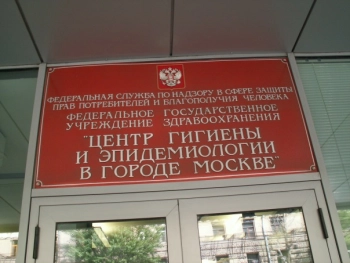 ФЕДЕРАЛЬНАЯ СЛУЖБА ПО НАДЗОРУ В СФЕРЕ ЗАЩИТЫ
ПРАВ ПОТРЕБИТЕЛЕЙ И БЛАГОПОЛУЧИЯ ЧЕЛОВЕКА
ФЕДЕРАЛЬНОЕ ГОСУДАРСТВЕННОЕ
УЧРЕЖДЕНИЕ ЗДРАВООХРАНЕНИЯ
"ЦЕНТР ГИГИЕНЫ
И ЭПИДЕМИОЛОГИИ
В ГОРОДЕ МОСКВЕ"